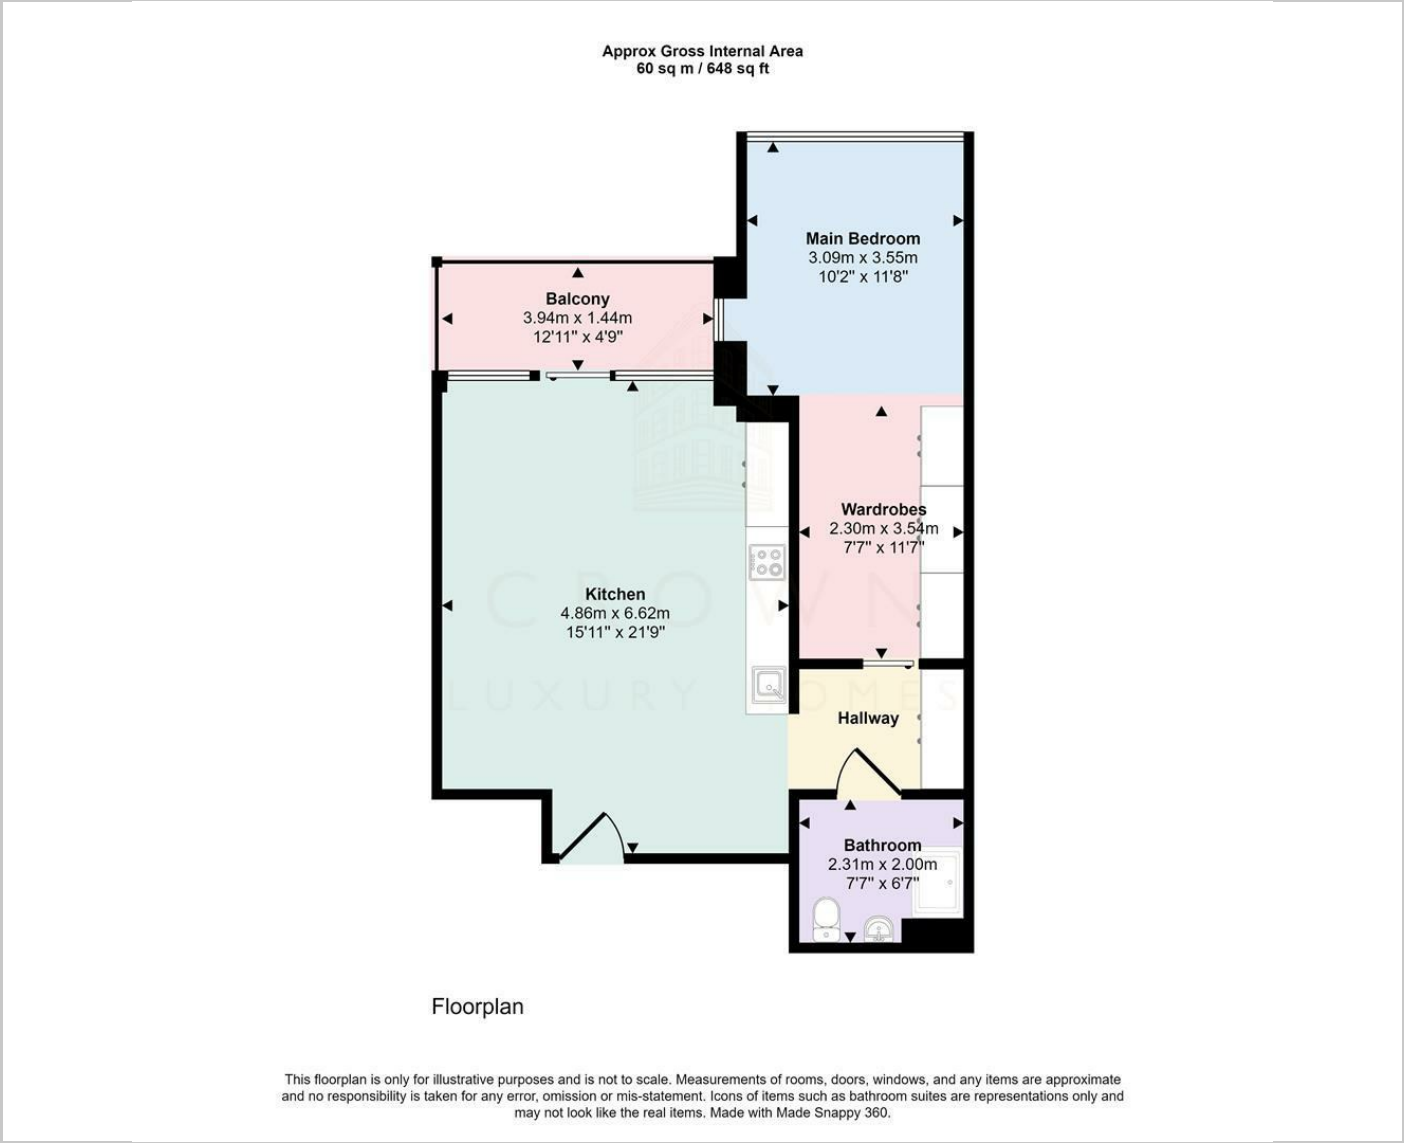 Approx Gross Internal Area
60 sq m / 648 sq ft
Main Bedroom
3.09m x 3.55m
10'2" x 11'8"
Balcony
3.94m x 1.44m
12'11" x 4'9"
Wardrobes
2.30m x 3.54m
7'7" x 11'7"
Kitchen
4.86m x 6.62m
15'11" x 21'9"
CROWN
LUXURY HOMES
Hallway
Bathroom
2.31m x 2.00m
7'7" x 6'7"
Floorplan
This floorplan is only for illustrative purposes and is not to scale. Measurements of rooms, doors, windows, and any items are approximate
and no responsibility is taken for any error, omission or mis-statement. Icons of items such as bathroom suites are representations only and
may not look like the real items. Made with Made Snappy 360.